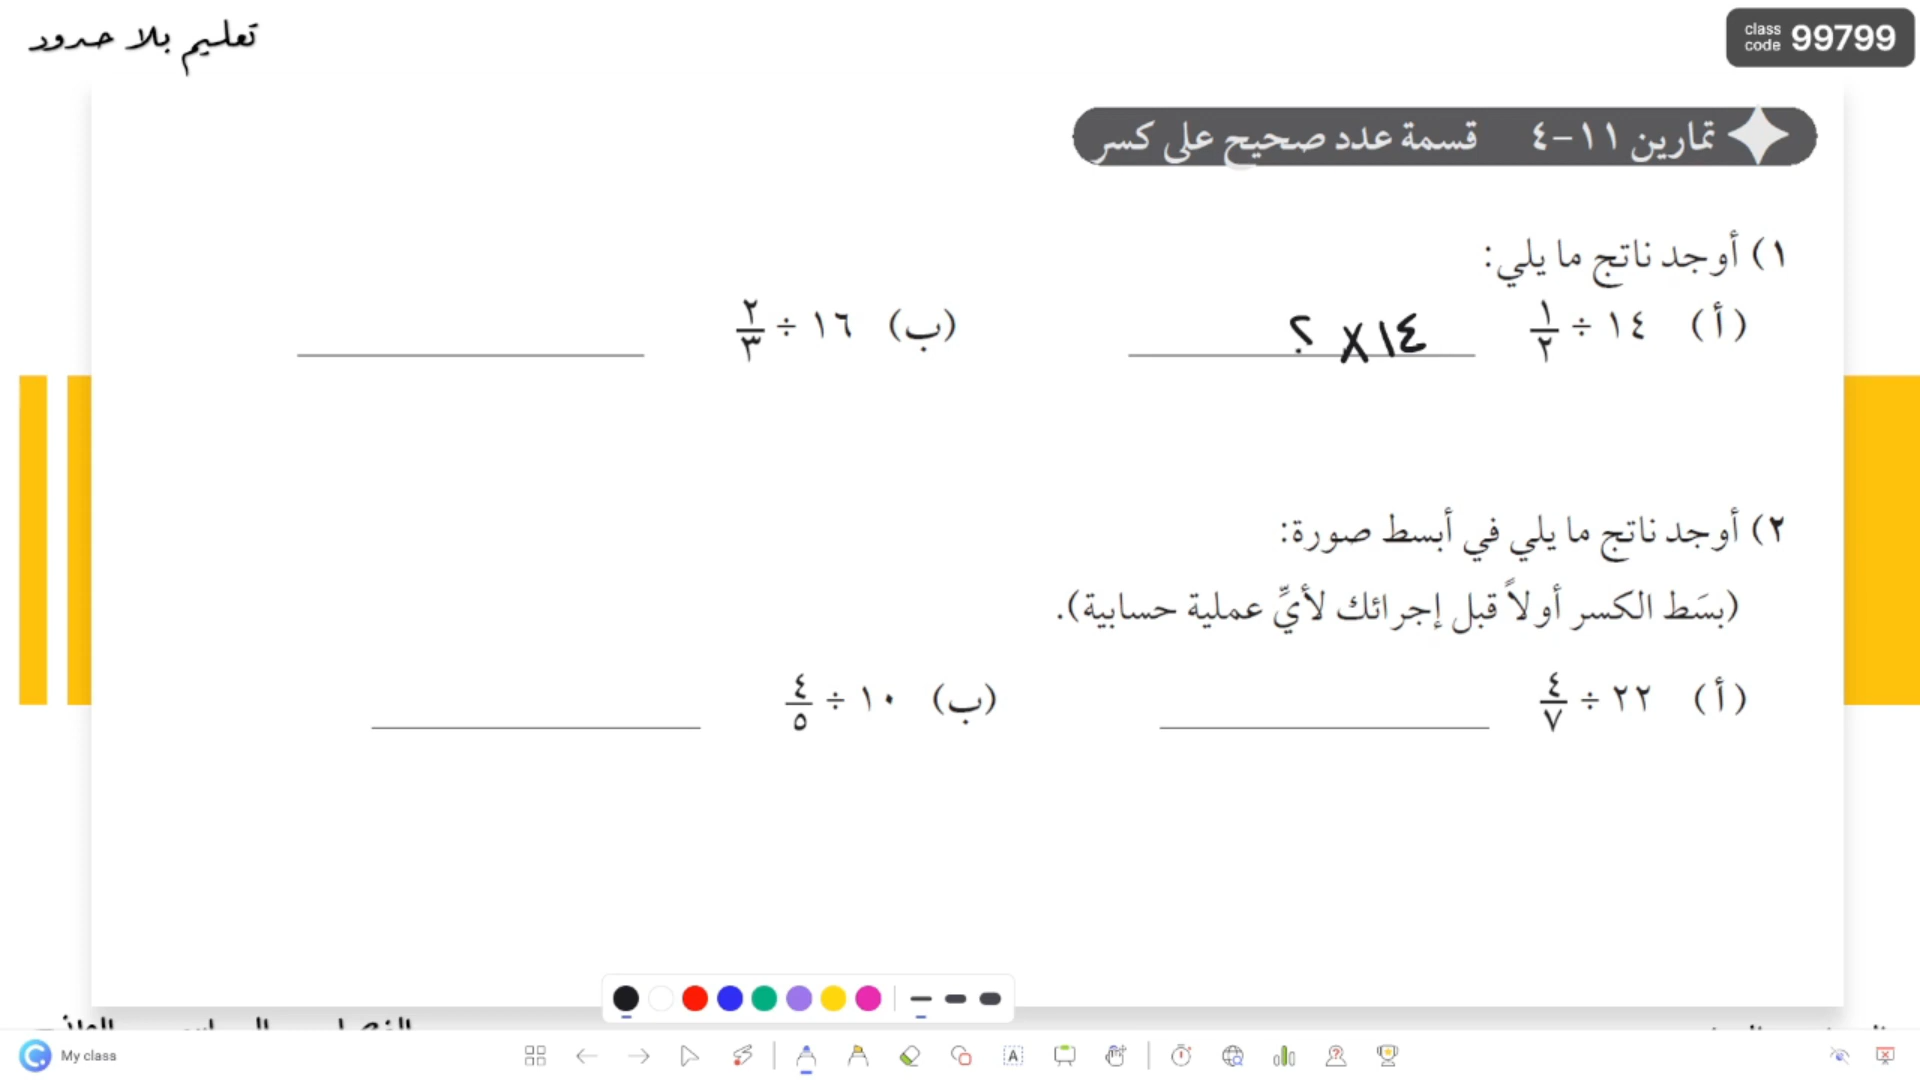 تعليم بلا حدود
class code 99799
تمارين ١١-٤ قسمة عدد صحيح على كسر
١) أوجد ناتج ما يلي:
(أ) ١٤ ÷ ١/٢ ١٤ × ؟
(ب) ١٦ ÷ ٢/٣
٢) أوجد ناتج ما يلي في أبسط صورة:
(بسَط الكسر أولاً قبل إجرائك لأيِّ عملية حسابية).
(أ) ٢٢ ÷ ٤/٧
(ب) ١٠ ÷ ٤/٥
My class